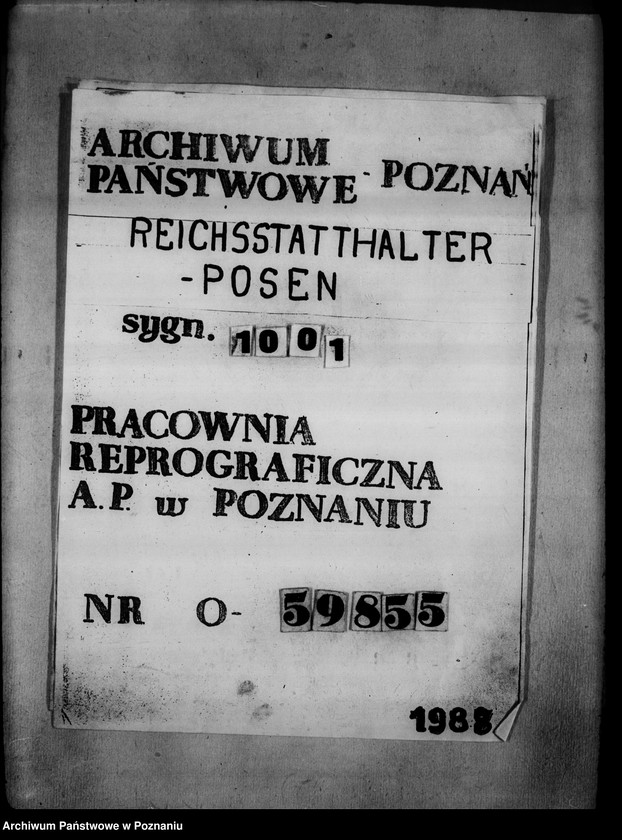 ARCHIWUM
PAŃSTWOWE - POZNAŃ
REICHSSTATTHALTER
-POSEN
sygn. 1001
PRACOWNIA
REPROGRAFICZNA
A.P. w POZNANIU
NR O- 59855
1988
Archiwum Państwowe w Poznaniu